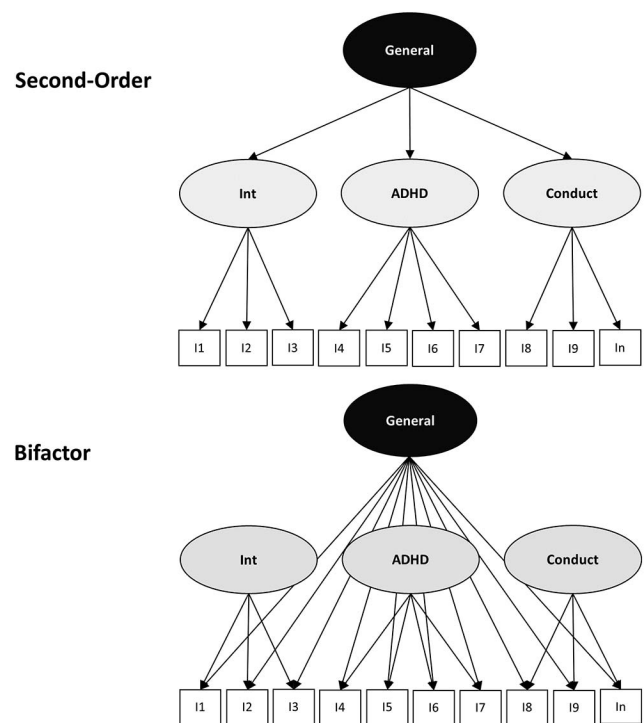 General
Second-Order
Int ADHD Conduct
I1 I2 I3 I4 I5 I6 I7 I8 I9 In
General
Bifactor
Int ADHD Conduct
I1 I2 I3 I4 I5 I6 I7 I8 I9 In